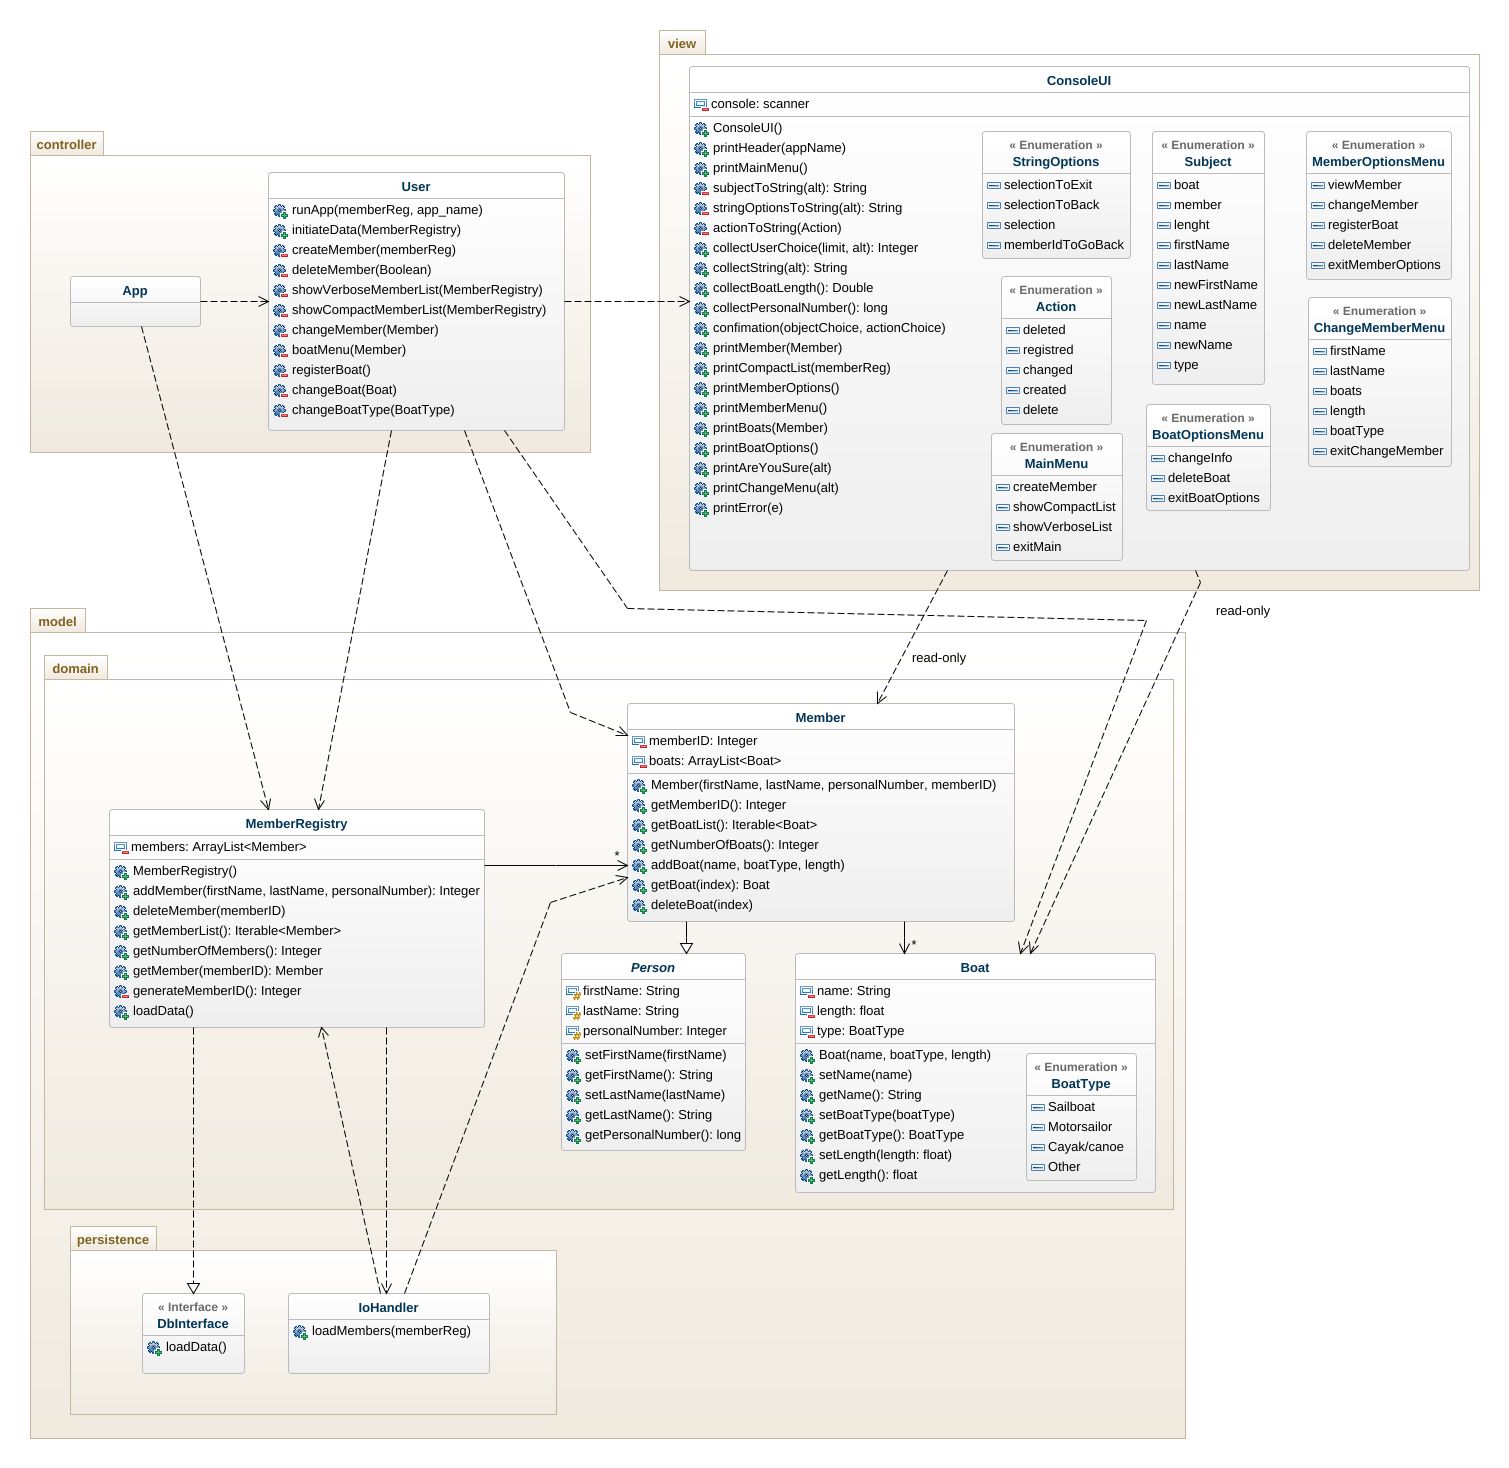 view
ConsoleUI
console: scanner
ConsoleUI()
printHeader(appName)
printMainMenu()
subjectToString(alt): String
stringOptionsToString(alt): String
actionToString(Action)
collectUserChoice(limit, alt): Integer
collectString(alt): String
collectBoatLength(): Double
collectPersonalNumber(): long
confimation(objectChoice, actionChoice)
printMember(Member)
printCompactList(memberReg)
printMemberOptions()
printMemberMenu()
printBoats(Member)
printBoatOptions()
printAreYouSure(alt)
printChangeMenu(alt)
printError(e)
« Enumeration »
StringOptions
selectionToExit
selectionToBack
selection
memberIdToGoBack
« Enumeration »
Action
deleted
registred
changed
created
delete
« Enumeration »
MainMenu
createMember
showCompactList
showVerboseList
exitMain
« Enumeration »
Subject
boat
member
lenght
firstName
lastName
newFirstName
newLastName
name
newName
type
« Enumeration »
BoatOptionsMenu
changeInfo
deleteBoat
exitBoatOptions
« Enumeration »
MemberOptionsMenu
viewMember
changeMember
registerBoat
deleteMember
exitMemberOptions
« Enumeration »
ChangeMemberMenu
firstName
lastName
boats
length
boatType
exitChangeMember
controller
App
User
runApp(memberReg, app_name)
initiateData(MemberRegistry)
createMember(memberReg)
deleteMember(Boolean)
showVerboseMemberList(MemberRegistry)
showCompactMemberList(MemberRegistry)
changeMember(Member)
boatMenu(Member)
registerBoat()
changeBoat(Boat)
changeBoatType(BoatType)
read-only
read-only
model
domain
Member
memberID: Integer
boats: ArrayList<Boat>
Member(firstName, lastName, personalNumber, memberID)
getMemberID(): Integer
getBoatList(): Iterable<Boat>
getNumberOfBoats(): Integer
addBoat(name, boatType, length)
getBoat(index): Boat
deleteBoat(index)
MemberRegistry
members: ArrayList<Member>
MemberRegistry()
addMember(firstName, lastName, personalNumber): Integer
deleteMember(memberID)
getMemberList(): Iterable<Member>
getNumberOfMembers(): Integer
getMember(memberID): Member
generateMemberID(): Integer
loadData()
*
*
Person
firstName: String
lastName: String
personalNumber: Integer
setFirstName(firstName)
getFirstName(): String
setLastName(lastName)
getLastName(): String
getPersonalNumber(): long
Boat
name: String
length: float
type: BoatType
Boat(name, boatType, length)
setName(name)
getName(): String
setBoatType(boatType)
getBoatType(): BoatType
setLength(length: float)
getLength(): float
« Enumeration »
BoatType
Sailboat
Motorsailor
Cayak/canoe
Other
persistence
« Interface »
DbInterface
loadData()
IoHandler
loadMembers(memberReg)